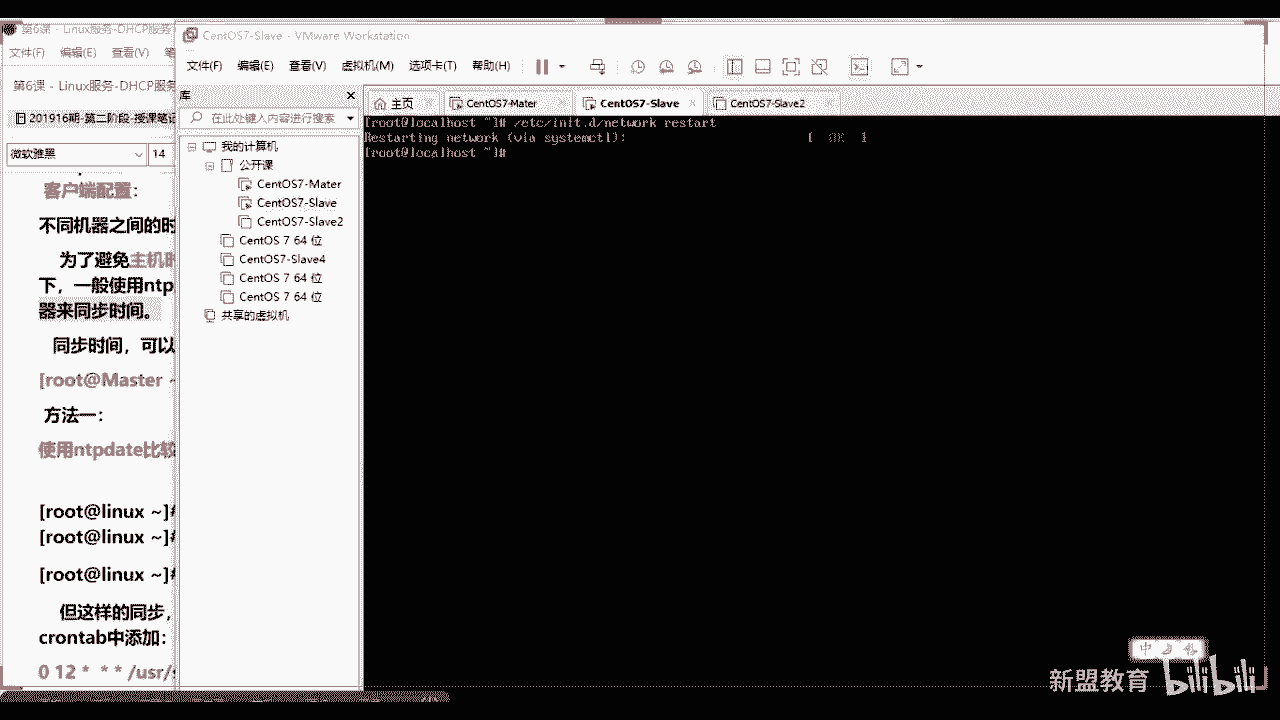 第6课 - Linux服务-DHCP服务
文件(F) 编辑(E) 查看(V)
第6课 - Linux服务-DHCP服务
201916期-第二阶段-授课笔记
微软雅黑 14
客户端配置：
不同机器之间的时
为了避免主机时
下，一般使用ntp
器来同步时间。
同步时间，可以
[root@Master ~
方法一：
使用ntpdate比较
[root@linux ~]#
[root@linux ~]#
[root@linux ~]#
但这样的同步，
crontab中添加：
0 12 * * * /usr/s
CentOS7-Slave - VMware Workstation
文件(F) 编辑(E) 查看(V) 虚拟机(M) 选项卡(T) 帮助(H)
库
在此处键入内容进行搜索
我的计算机
公开课
CentOS7-Mater
CentOS7-Slave
CentOS7-Slave2
CentOS 7 64 位
CentOS7-Slave4
CentOS 7 64 位
CentOS 7 64 位
共享的虚拟机
主页 CentOS7-Mater CentOS7-Slave CentOS7-Slave2
[root@localhost ~]# /etc/init.d/network restart
Restarting network (via systemctl): [ OK ]
[root@localhost ~]#
中
新盟教育 bilibili